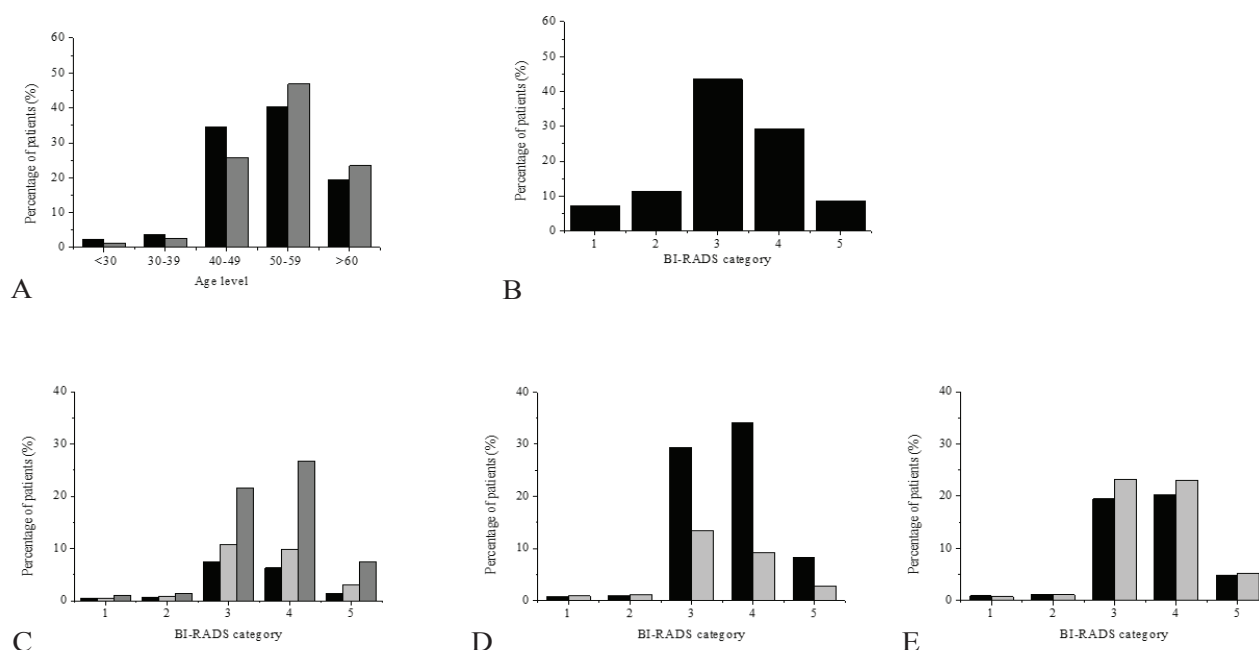 Percentage of patients (%)
60
50
40
30
20
10
0
<30 30-39 40-49 50-59 >60
Age level
A
Percentage of patients (%)
60
50
40
30
20
10
0
1 2 3 4 5
BI-RADS category
B
Percentage of patients (%)
40
30
20
10
0
1 2 3 4 5
BI-RADS category
C
Percentage of patients (%)
40
30
20
10
0
1 2 3 4 5
BI-RADS category
D
Percentage of patients (%)
40
30
20
10
0
1 2 3 4 5
BI-RADS category
E